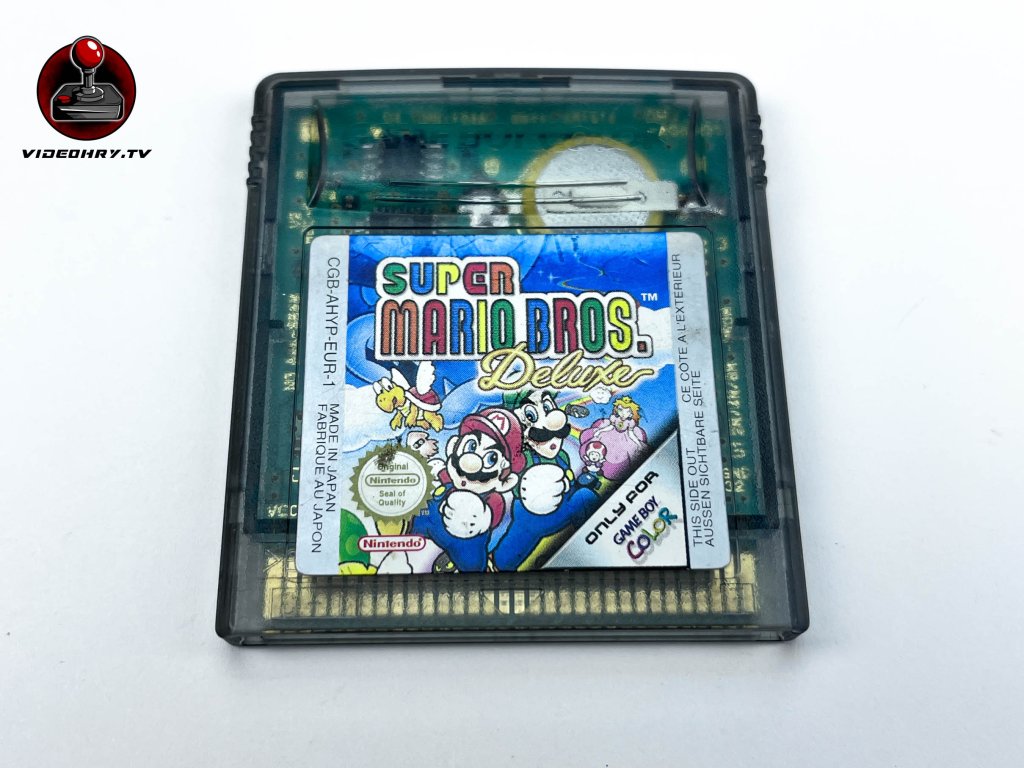 VIDEOHRY.TV
SUPER
MARIO BROS.™
Deluxe
CGB-AHYP-EUR-1
MADE IN JAPAN
FABRIQUE AU JAPON
Original
Nintendo
Seal of
Quality
Nintendo
ONLY FOR
GAME BOY
COLOR
THIS SIDE OUT CE COTE A L'EXTERIEUR
AUSSEN SICHTBARE SEITE